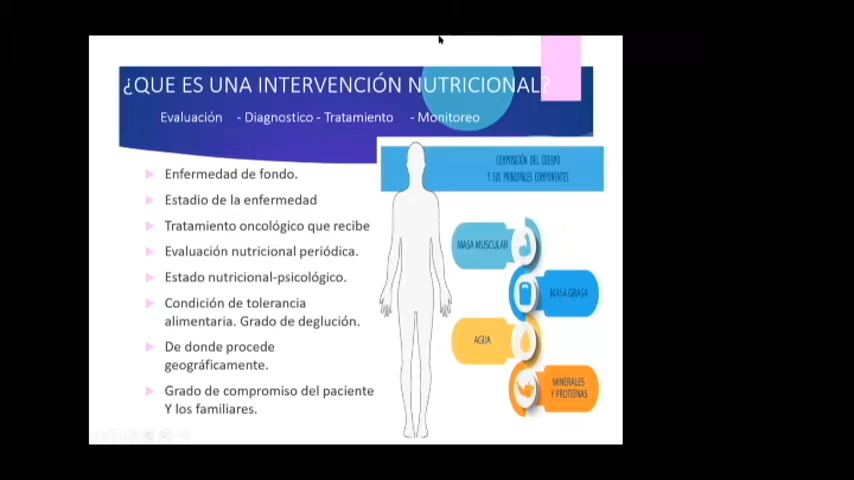 ¿QUE ES UNA INTERVENCIÓN NUTRICIONAL?
Evaluación - Diagnostico - Tratamiento - Monitoreo
Enfermedad de fondo.
Estadio de la enfermedad
Tratamiento oncológico que recibe
Evaluación nutricional periódica.
Estado nutricional-psicológico.
Condición de tolerancia
alimentaria. Grado de deglución.
De donde procede
geográficamente.
Grado de compromiso del paciente
Y los familiares.
COMPOSICIÓN DEL CUERPO
Y SUS PRINCIPALES COMPONENTES
MASA MUSCULAR
MASA GRASA
AGUA
MINERALES
Y PROTEÍNAS